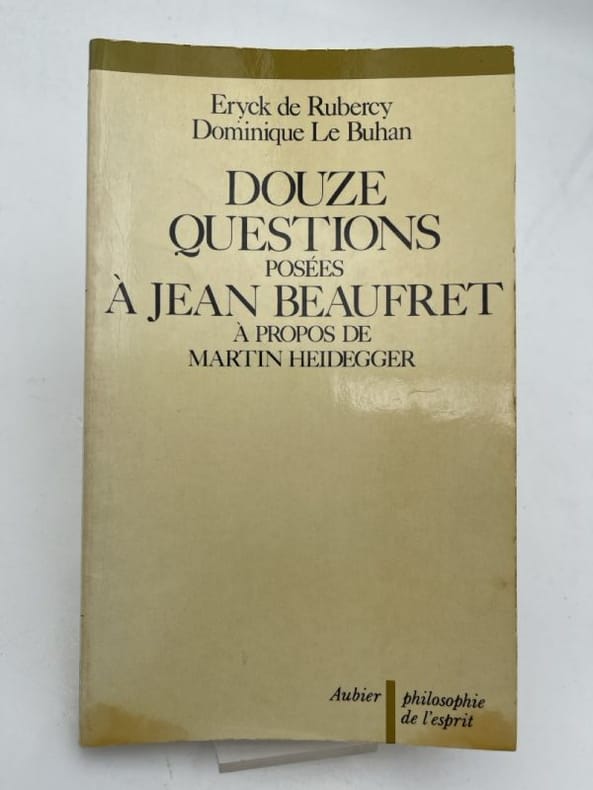 Eryck de Rubercy
Dominique Le Buhan
DOUZE
QUESTIONS
POSÉES
À JEAN BEAUFRET
À PROPOS DE
MARTIN HEIDEGGER
Aubier
philosophie
de l'esprit